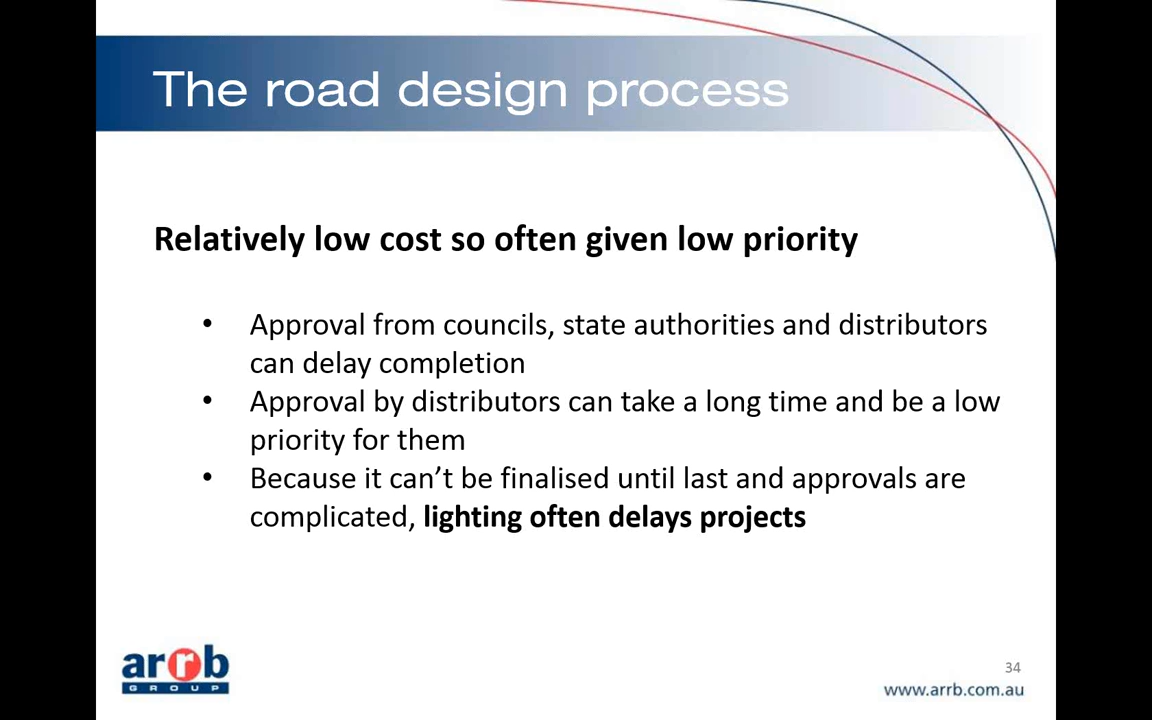 The road design process
Relatively low cost so often given low priority
• Approval from councils, state authorities and distributors
can delay completion
• Approval by distributors can take a long time and be a low
priority for them
• Because it can’t be finalised until last and approvals are
complicated, lighting often delays projects
arrb
GROUP
34
www.arrb.com.au